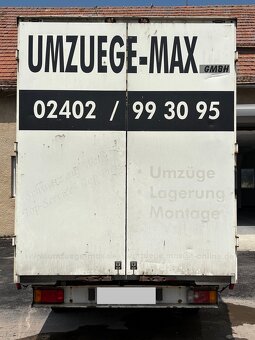 UMZUEGE-MAX GMBH
02402 / 99 30 95
Umzüge
• Lagerung
• Montage